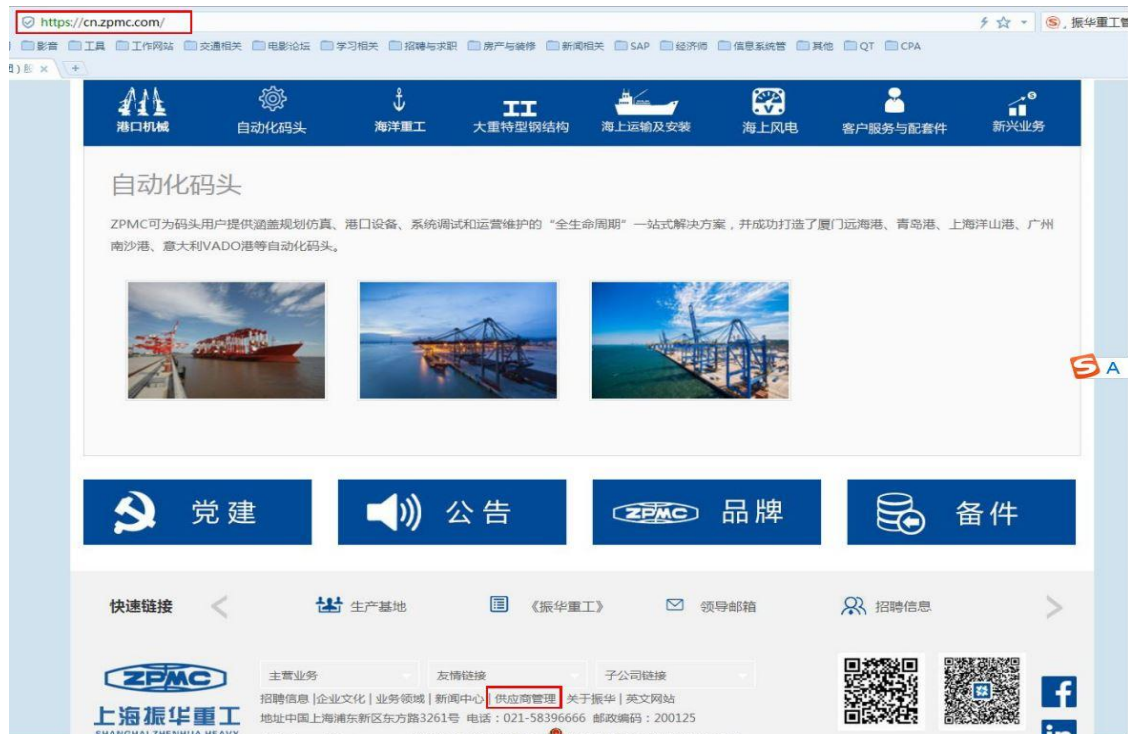 https://cn.zpmc.com/
振华重工管
影音 工具 工作网站 交通相关 电影论坛 学习相关 招聘与求职 房产与装修 新闻相关 SAP 经济师 信息系统管 其他 QT CPA
港口机械 自动化码头 海洋重工 大重特型钢结构 海上运输及安装 海上风电 客户服务与配套件 新兴业务
自动化码头
ZPMC可为码头用户提供涵盖规划仿真、港口设备、系统调试和运营维护的“全生命周期”一站式解决方案，并成功打造了厦门远海港、青岛港、上海洋山港、广州
南沙港、意大利VADO港等自动化码头。
A
党建 公告 ZPMC 品牌 备件
快速链接 生产基地 《振华重工》 领导邮箱 招聘信息
ZPMC
上海振华重工
SHANGHAI ZHENHUA HEAVY
主营业务 友情链接 子公司链接
招聘信息 |企业文化 | 业务领域 | 新闻中心 | 供应商管理 | 关于振华 | 英文网站
地址中国上海浦东新区东方路3261号 电话：021-58396666 邮政编码：200125
f
in